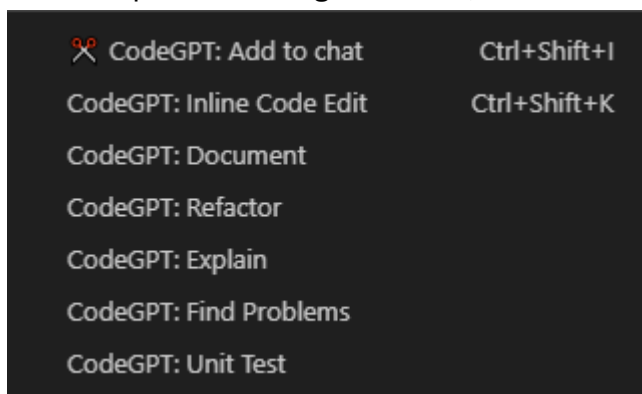 CodeGPT: Add to chat Ctrl+Shift+I
CodeGPT: Inline Code Edit Ctrl+Shift+K
CodeGPT: Document
CodeGPT: Refactor
CodeGPT: Explain
CodeGPT: Find Problems
CodeGPT: Unit Test